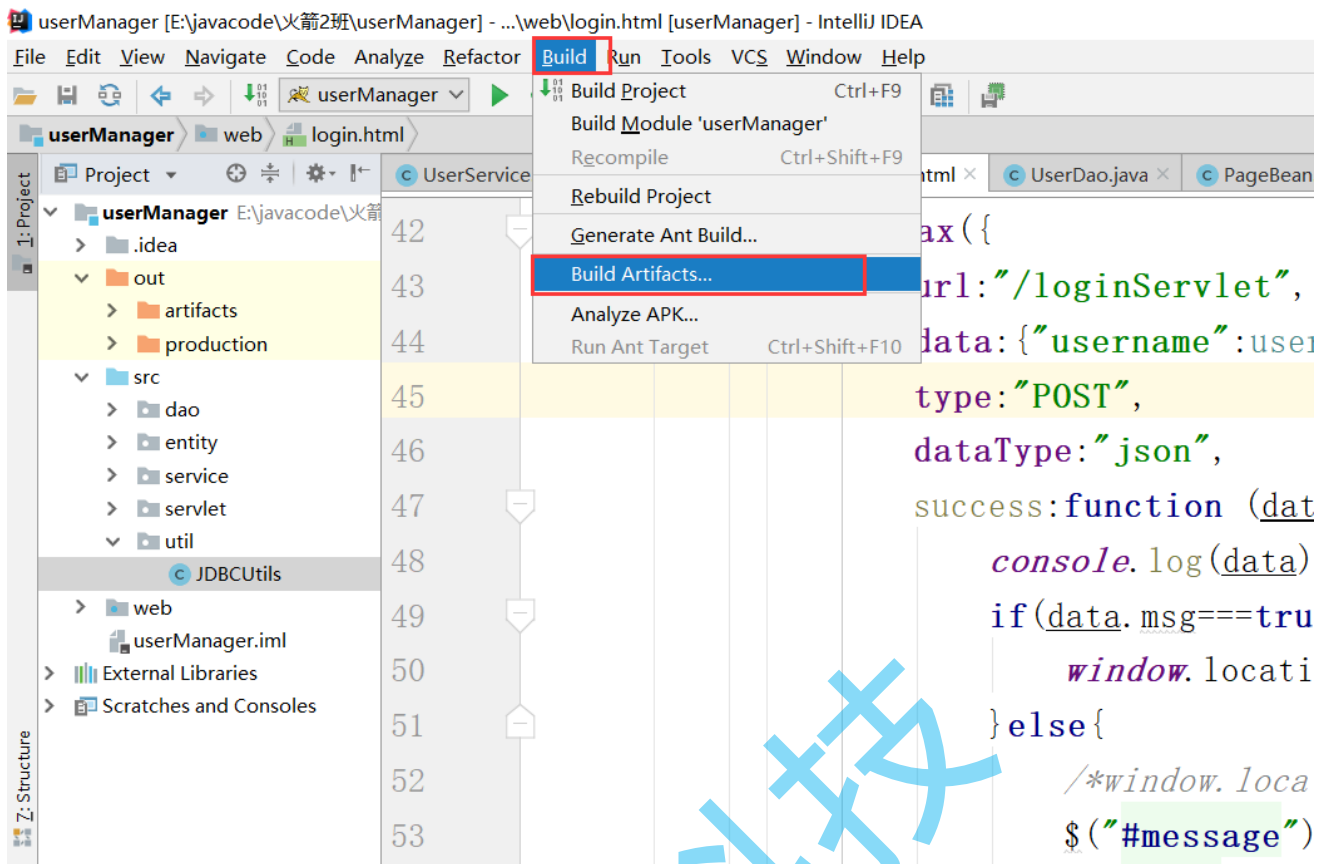 userManager [E:\javacode\火箭2班\userManager] - ...\web\login.html [userManager] - IntelliJ IDEA
File Edit View Navigate Code Analyze Refactor Build Run Tools VCS Window Help
userManager
userManager web login.html
Build Project Ctrl+F9
Build Module 'userManager'
Recompile Ctrl+Shift+F9
Rebuild Project
Generate Ant Build...
Build Artifacts...
Analyze APK...
Run Ant Target Ctrl+Shift+F10
1: Project
Z: Structure
Project
userManager E:\javacode\火箭
.idea
out
artifacts
production
src
dao
entity
service
servlet
util
JDBCUtils
web
userManager.iml
External Libraries
Scratches and Consoles
UserService html UserDao.java PageBean
42 ax({
43 url:"/loginServlet",
44 data:{"username":user
45 type:"POST",
46 dataType:"json",
47 success:function (dat
48 console.log(data)
49 if(data.msg===tru
50 window.locati
51 }else{
52 /*window.loca
53 $("#message")
技